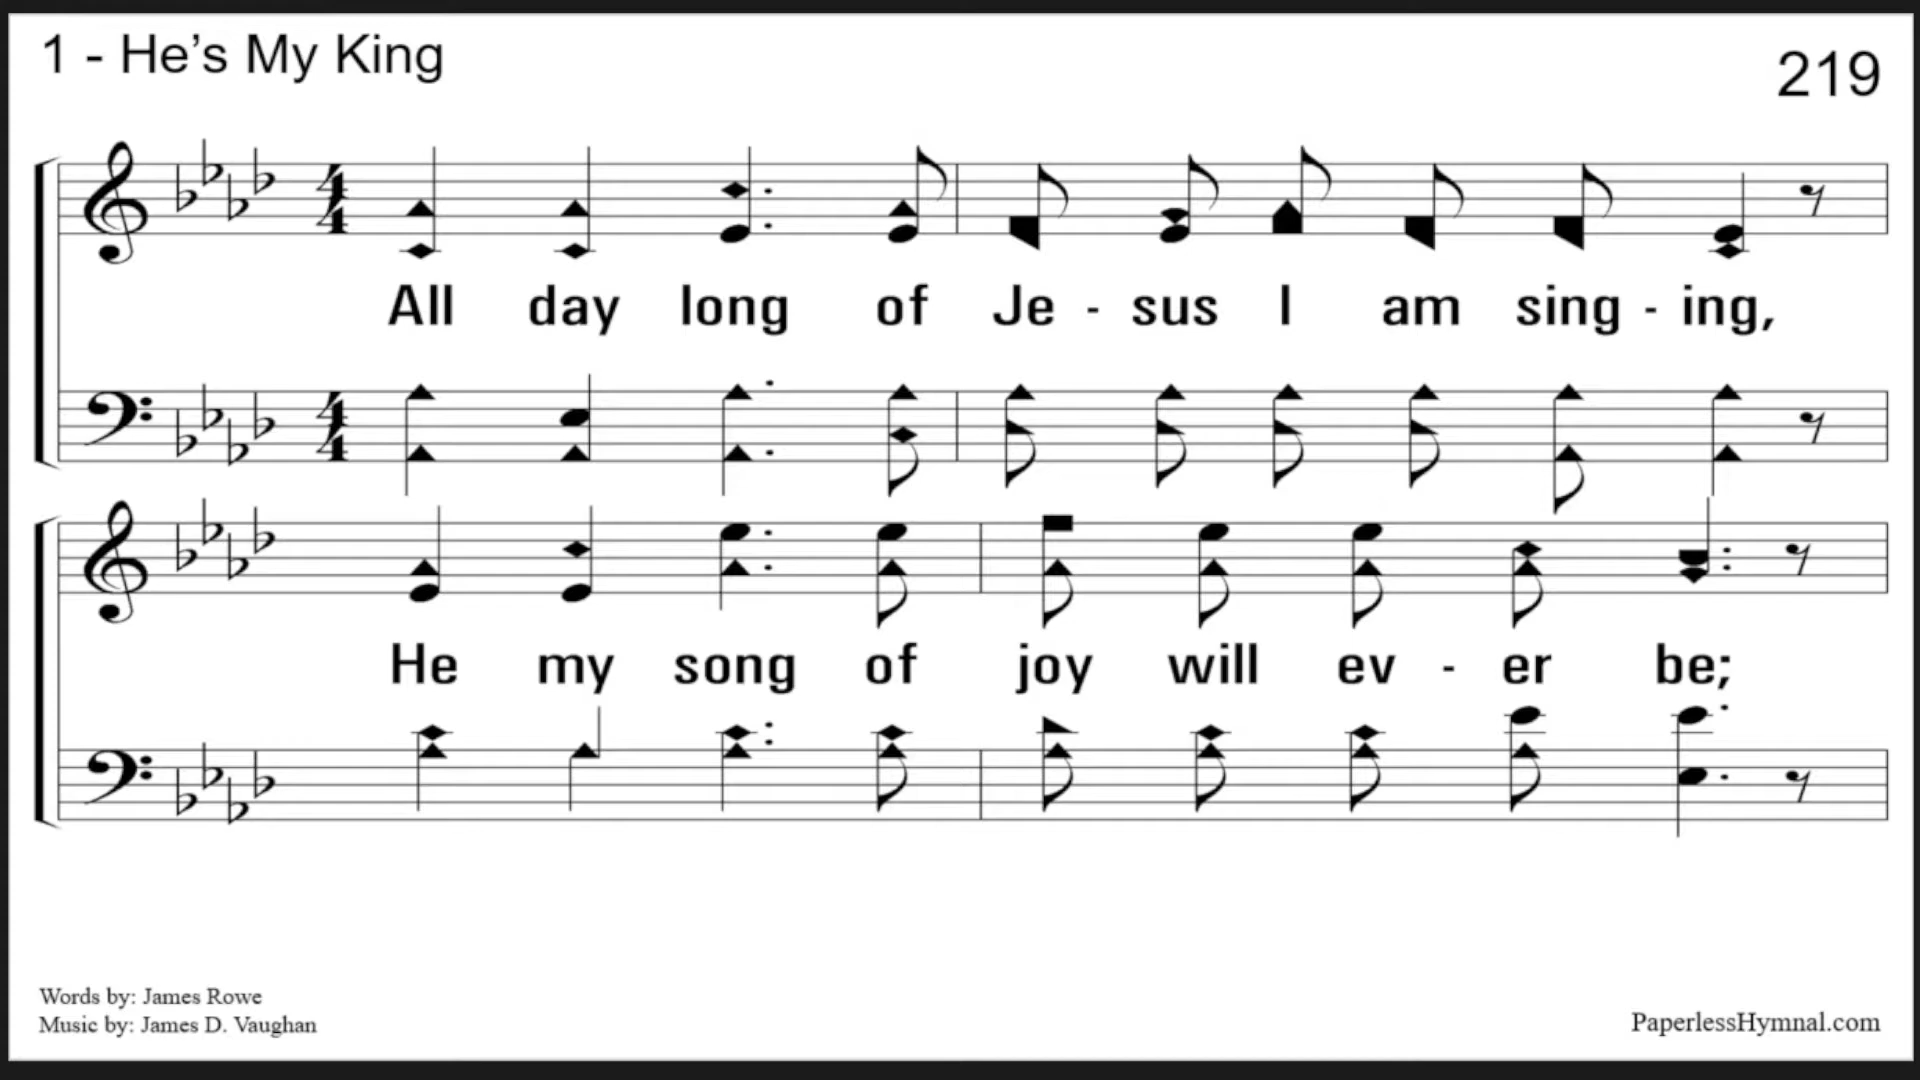 1 - He’s My King
219
All day long of Je - sus I am sing - ing,
He my song of joy will ev - er be;
Words by: James Rowe
Music by: James D. Vaughan
PaperlessHymnal.com